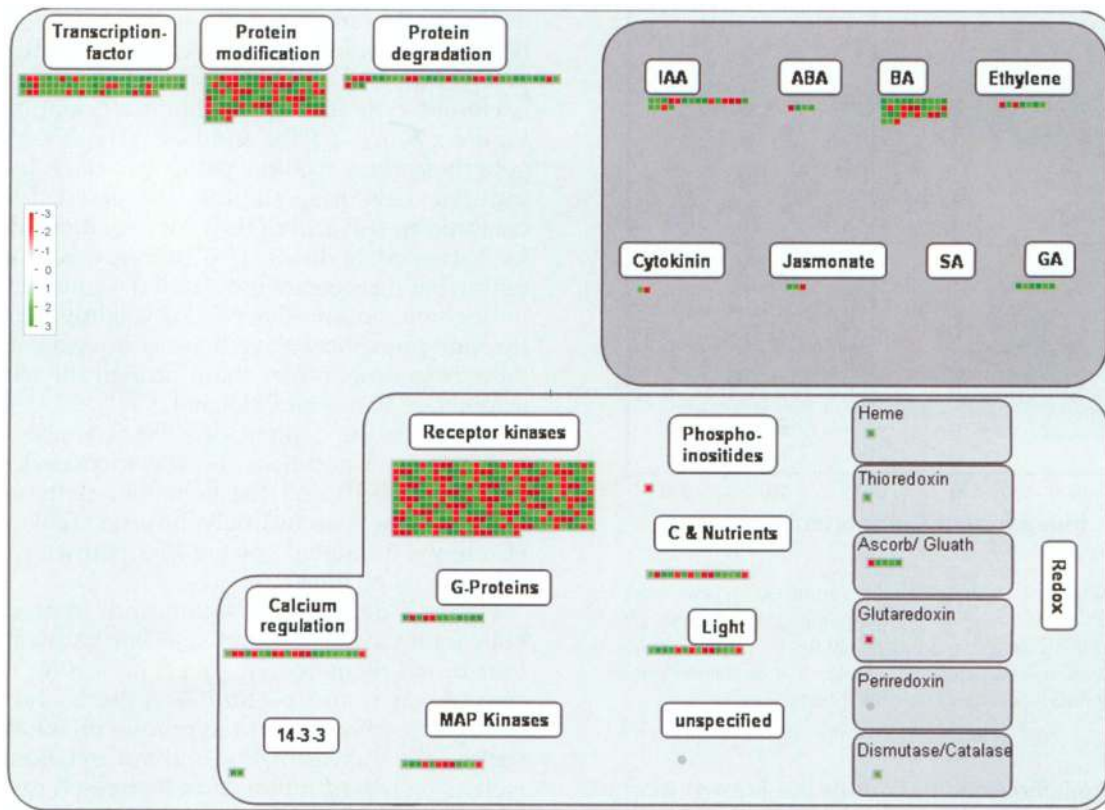 Transcription-
factor
Protein
modification
Protein
degradation
IAA
ABA
BA
Ethylene
-3
-2
-1
0
1
2
3
Cytokinin
Jasmonate
SA
GA
Receptor kinases
Phospho-
inositides
Heme
Thioredoxin
C & Nutrients
Ascorb/ Gluath
Redox
G-Proteins
Calcium
regulation
Light
Glutaredoxin
Periredoxin
MAP Kinases
unspecified
14-3-3
Dismutase/Catalase